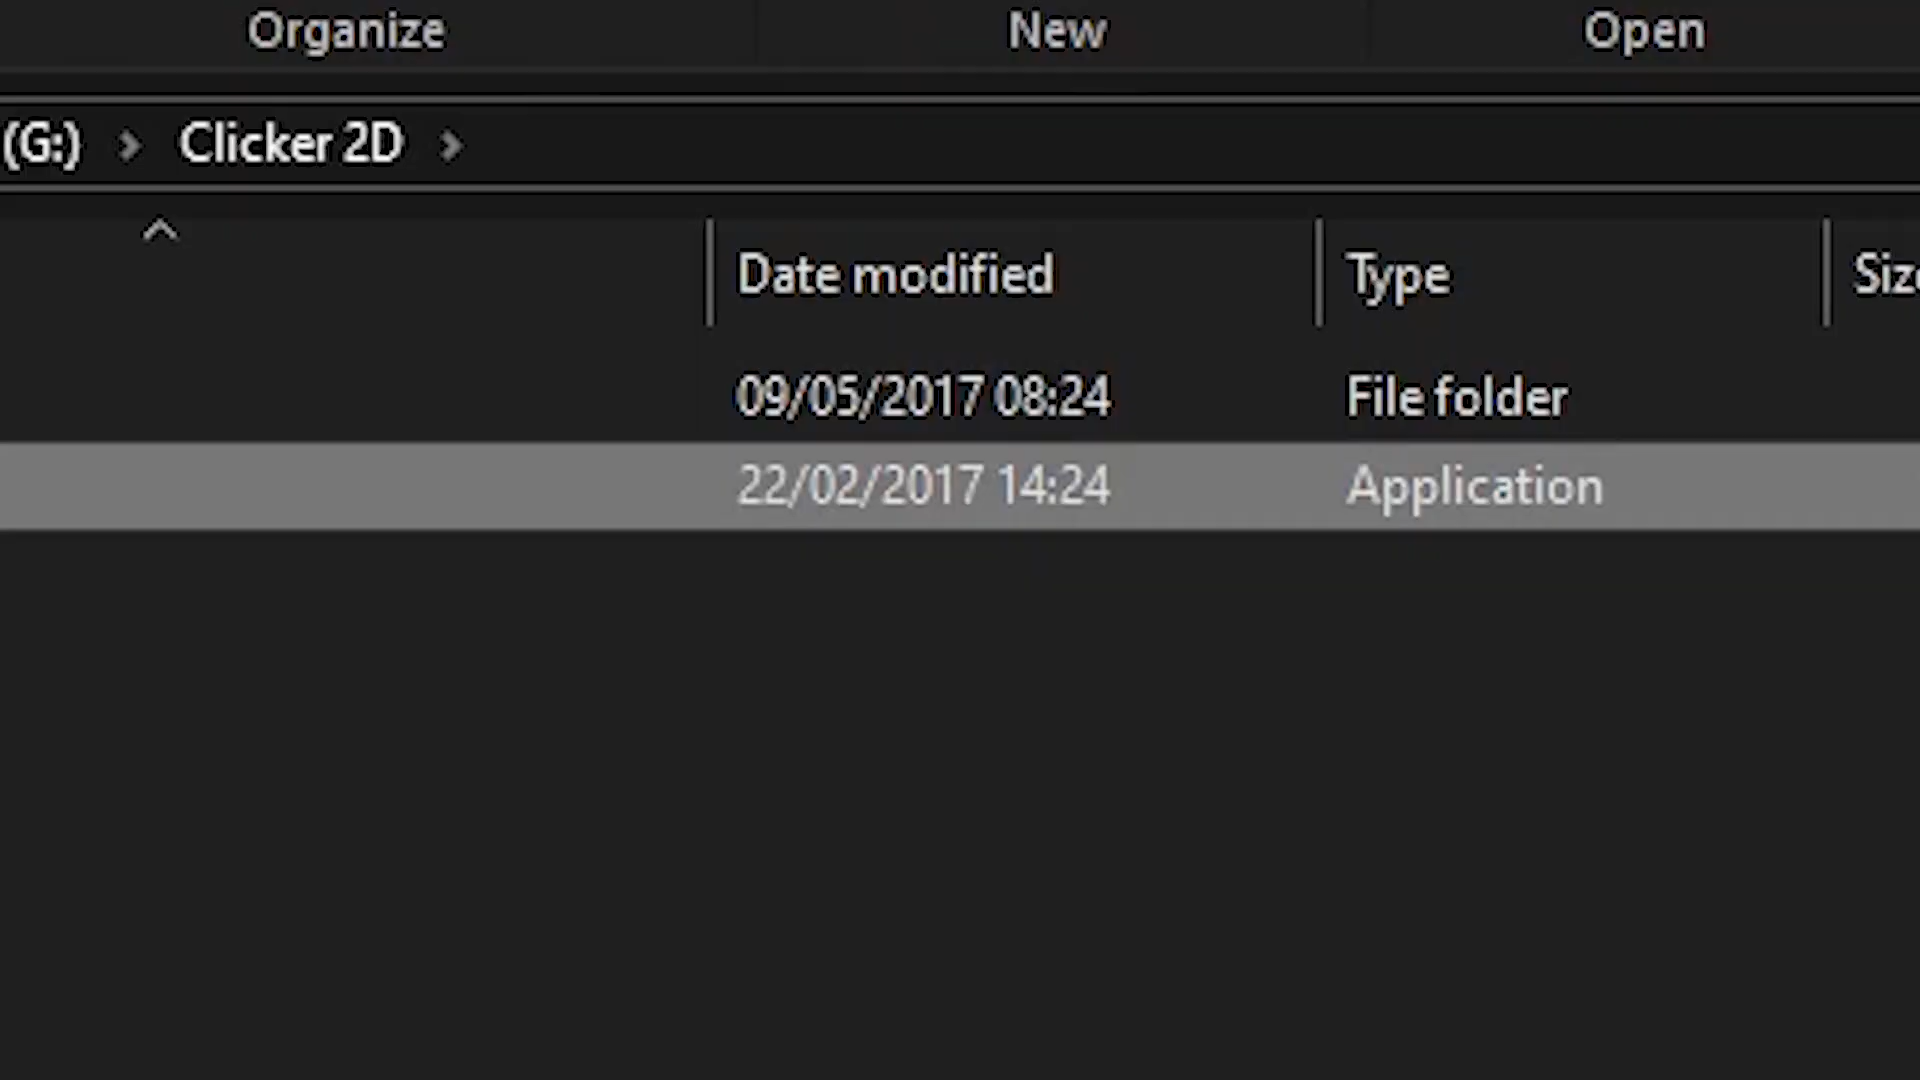 Organize New Open
(G:) Clicker 2D
Date modified Type
09/05/2017 08:24 File folder
22/02/2017 14:24 Application